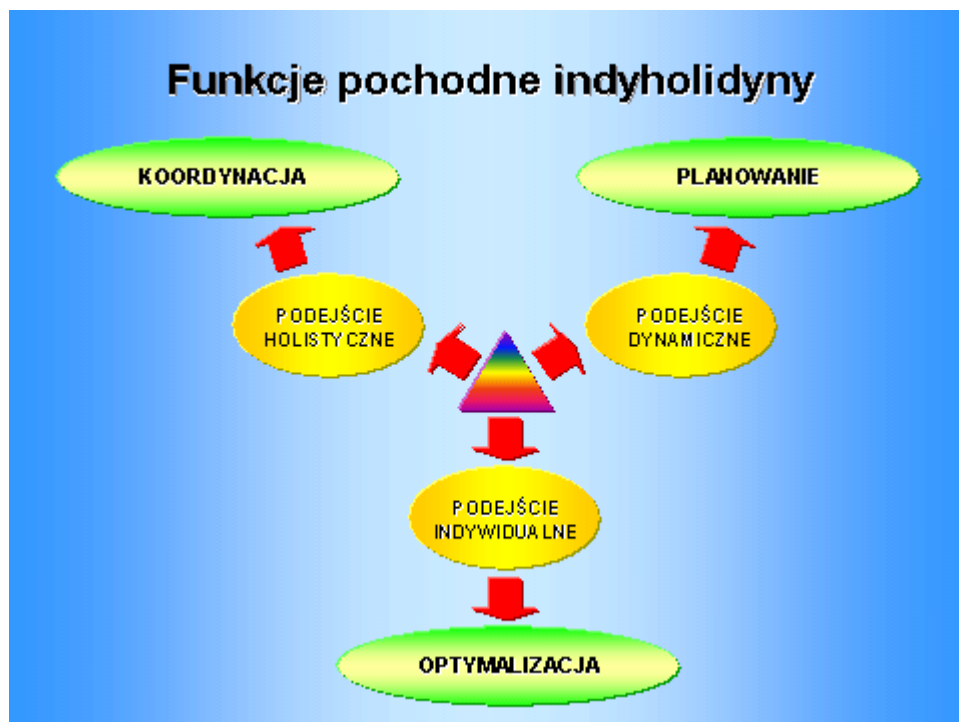 Funkcje pochodne indyholidyny
KOORDYNACJA
PLANOWANIE
PODEJŚCIE
HOLISTYCZNE
PODEJŚCIE
DYNAMICZNE
PODEJŚCIE
INDYWIDUALNE
OPTYMALIZACJA